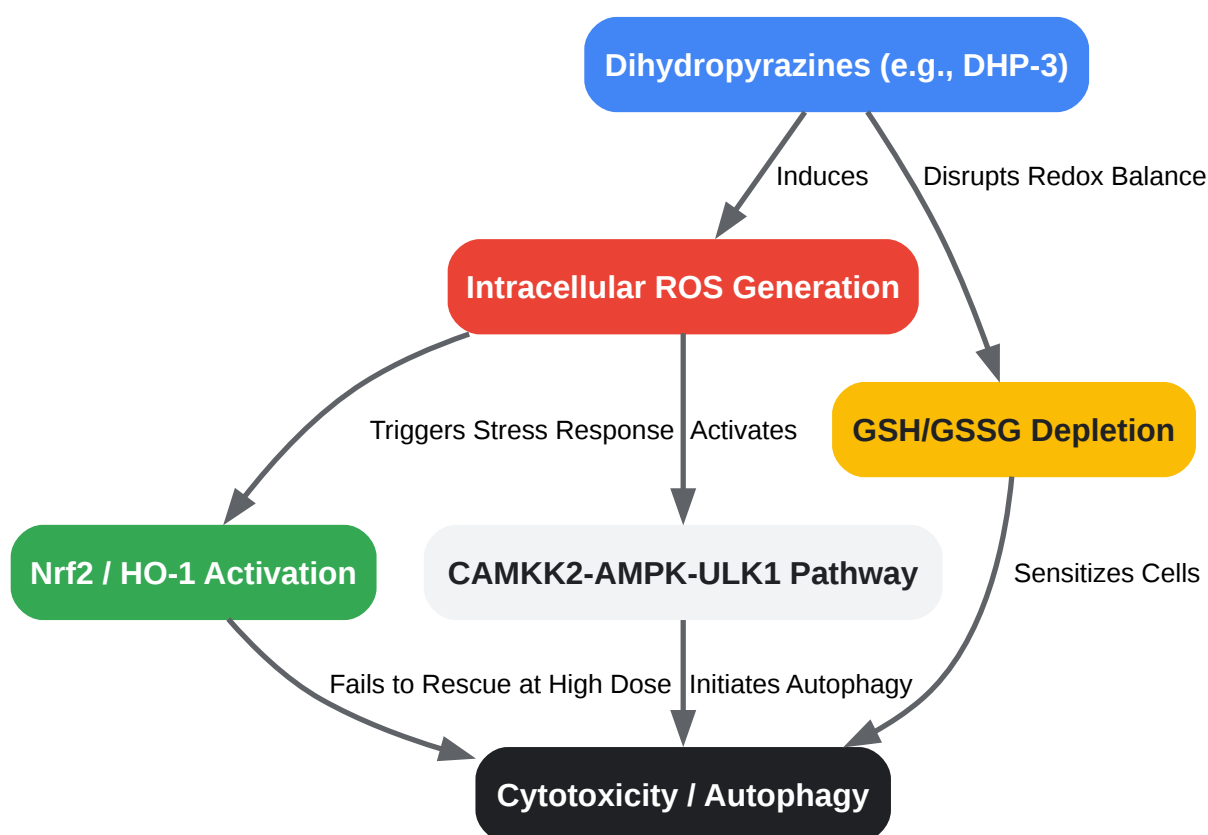 Dihydropyrazines (e.g., DHP-3)
Induces
Disrupts Redox Balance
Intracellular ROS Generation
Triggers Stress Response
Activates
GSH/GSSG Depletion
Nrf2 / HO-1 Activation
CAMKK2-AMPK-ULK1 Pathway
Sensitizes Cells
Fails to Rescue at High Dose
Initiates Autophagy
Cytotoxicity / Autophagy